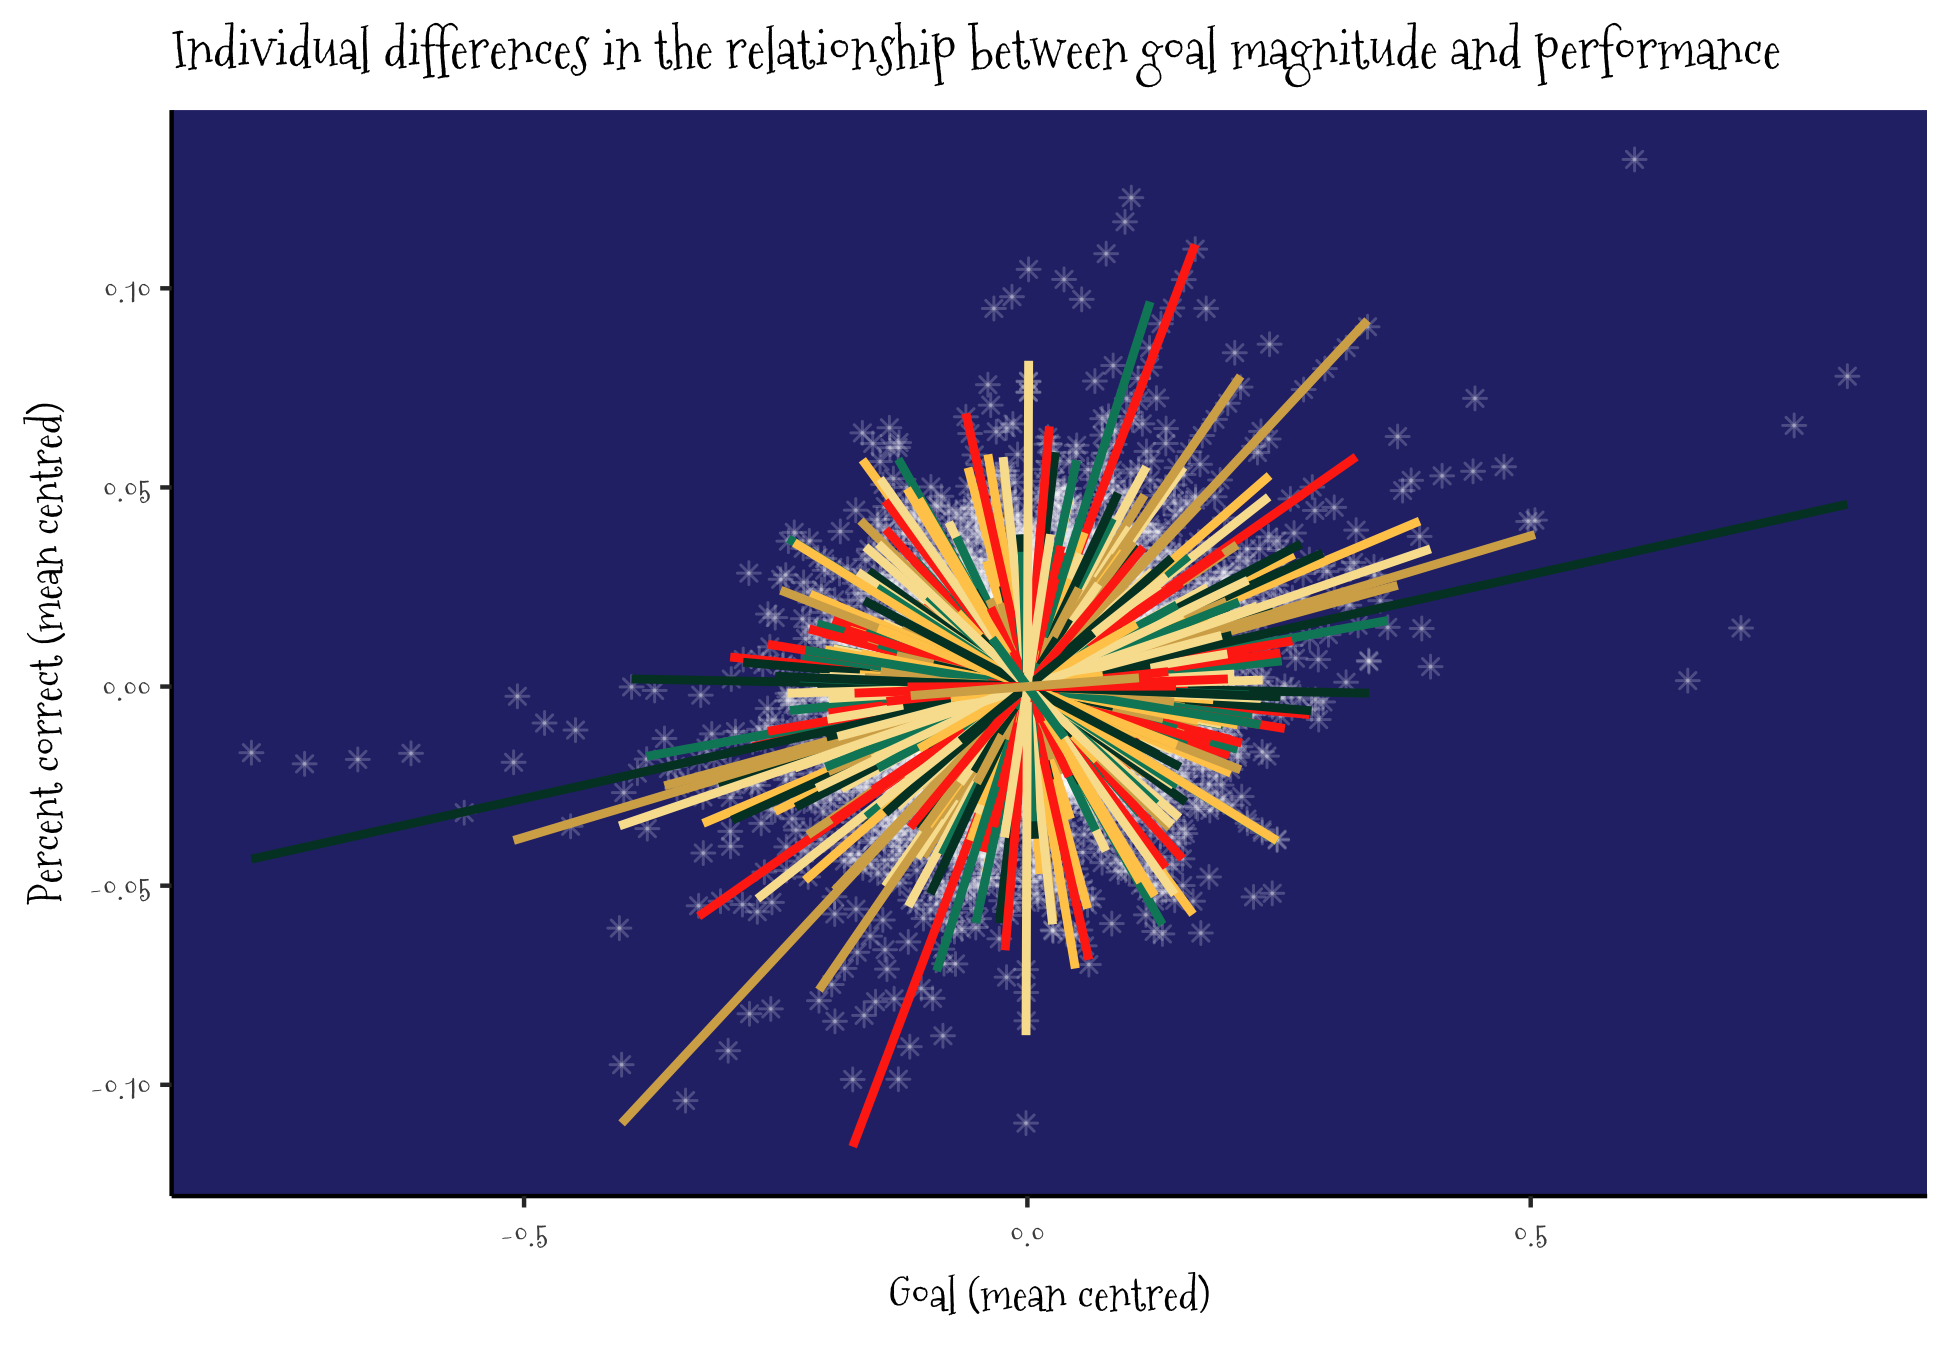 Individual differences in the relationship between goal magnitude and performance
Percent correct (mean centred)
0.10
0.05
0.00
-0.05
-0.10
-0.5
0.0
0.5
Goal (mean centred)